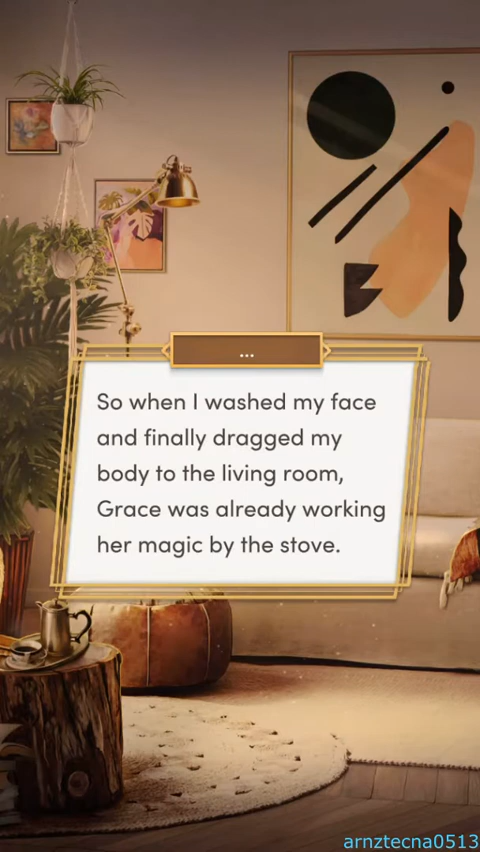 ...
So when I washed my face
and finally dragged my
body to the living room,
Grace was already working
her magic by the stove.
arnztecna0513